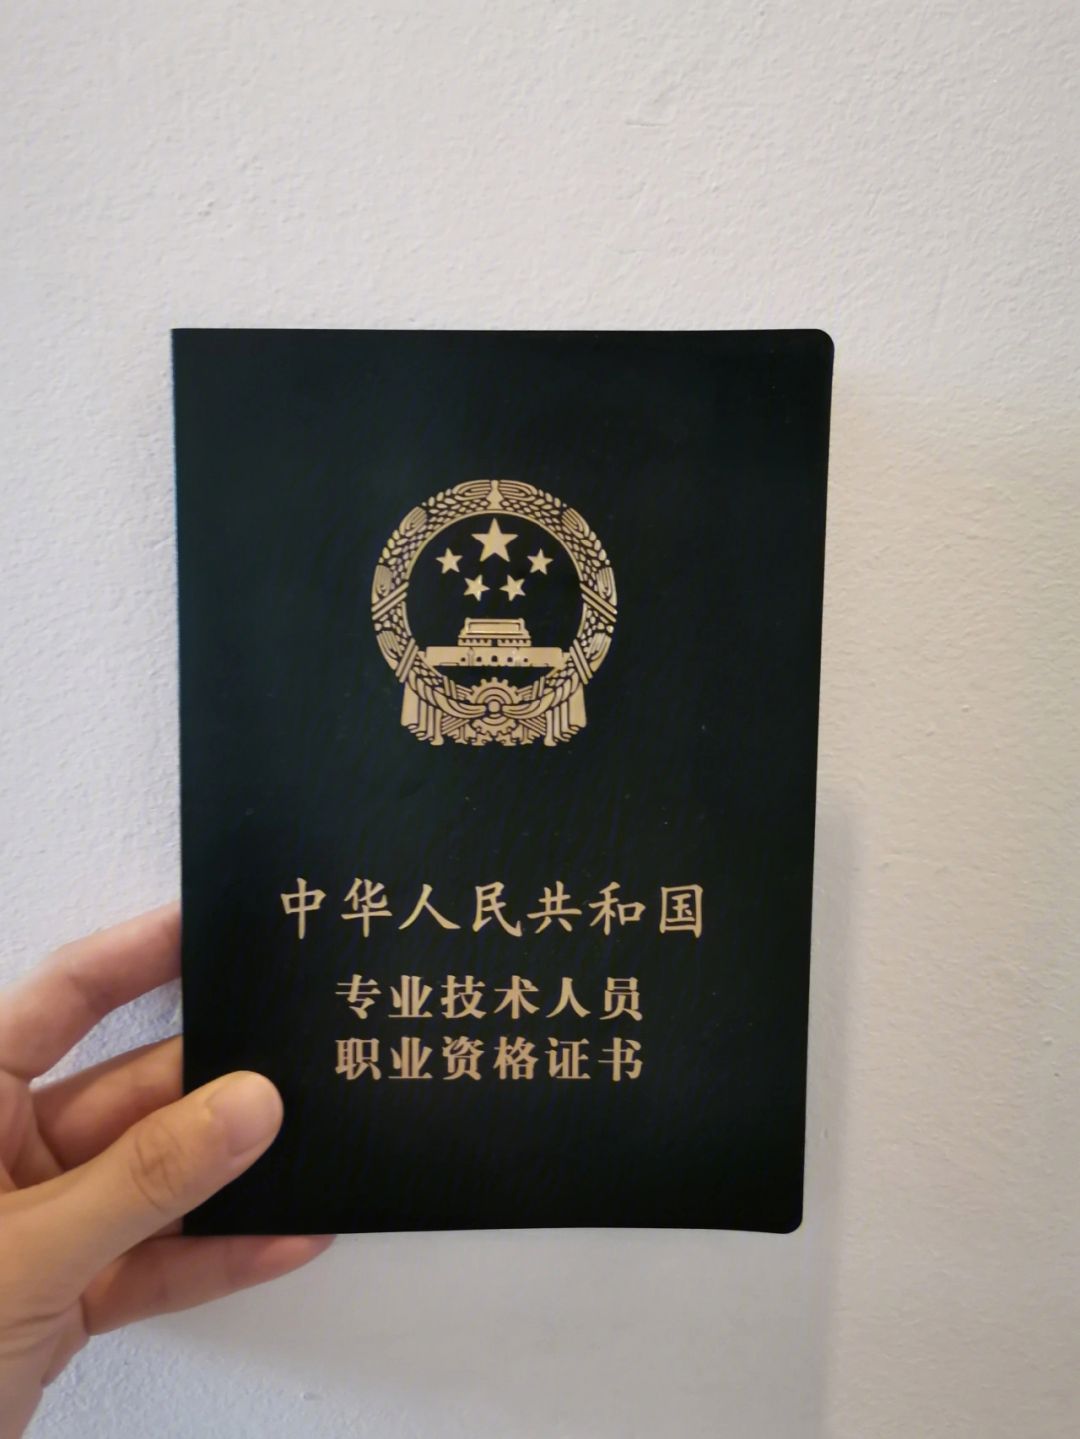 中华人民共和国
专业技术人员
职业资格证书